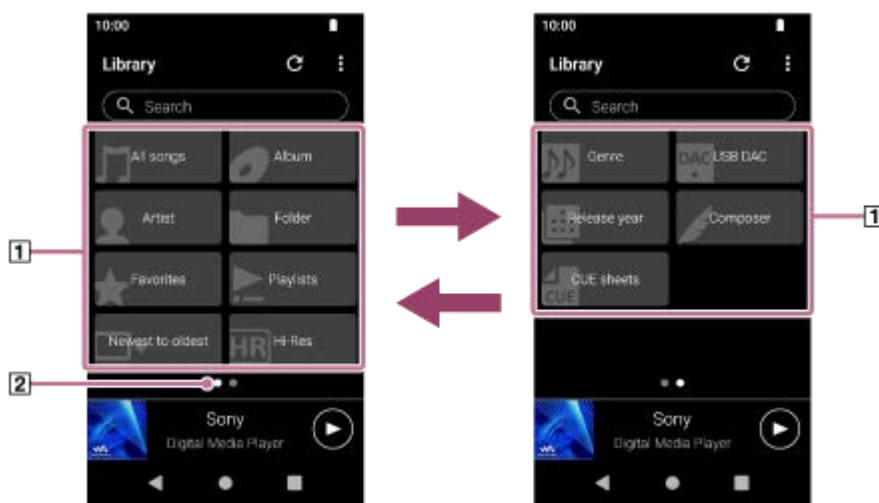 10:00
Library
Search
All songs
Album
Artist
Folder
Favorites
Playlists
Newest to oldest
HR
Hi-Res
Sony
Digital Media Player
1
2
10:00
Library
Search
Genre
DAC
USB DAC
Release year
Composer
CUE sheets
CUE
Sony
Digital Media Player
1